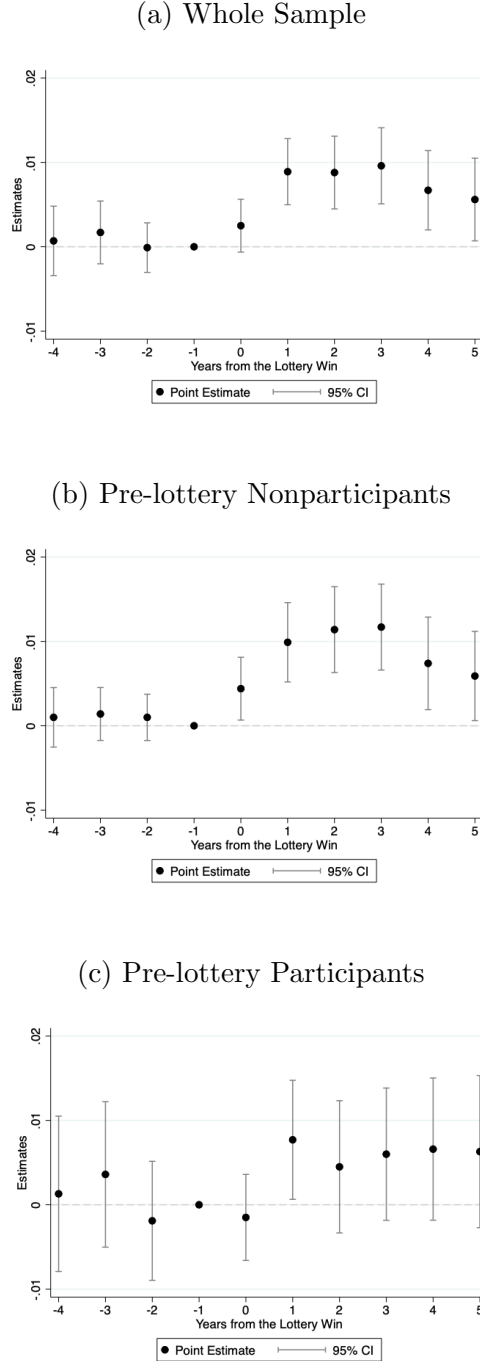 (a) Whole Sample
.02
.01
0
-.01
Estimates
-4 -3 -2 -1 0 1 2 3 4 5
Years from the Lottery Win
Point Estimate 95% CI
(b) Pre-lottery Nonparticipants
.02
.01
0
-.01
Estimates
-4 -3 -2 -1 0 1 2 3 4 5
Years from the Lottery Win
Point Estimate 95% CI
(c) Pre-lottery Participants
.02
.01
0
-.01
Estimates
-4 -3 -2 -1 0 1 2 3 4 5
Years from the Lottery Win
Point Estimate 95% CI